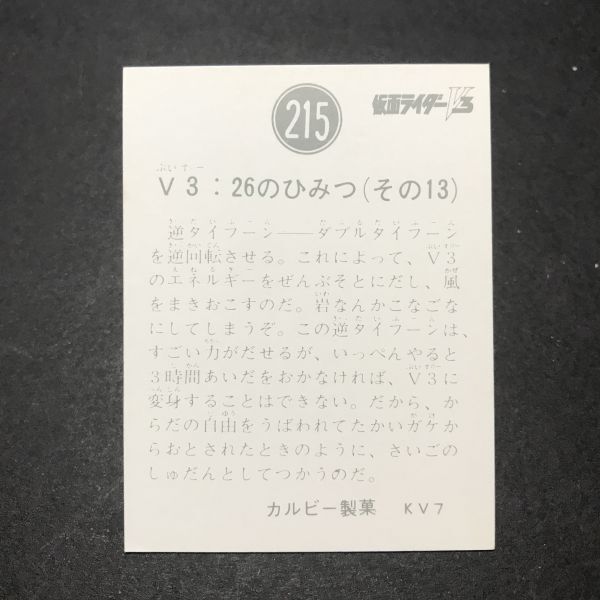 215
仮面ライダーV3
ぶいすりー
V3：26のひみつ(その13)
逆タイフーン――ダブルタイフーン
を逆回転させる。これによって、V3
のエネルギーをぜんぶそとにだし、風
をまきおこすのだ。岩なんかこなごな
にしてしまうぞ。この逆タイフーンは、
すごい力がだせるが、いっぺんやると
3時間あいだをおかなければ、V3に
変身することはできない。だから、か
らだの自由をうばわれてたかいガケか
らおとされたときのように、さいごの
しゅだんとしてつかうのだ。
カルビー製菓 KV7